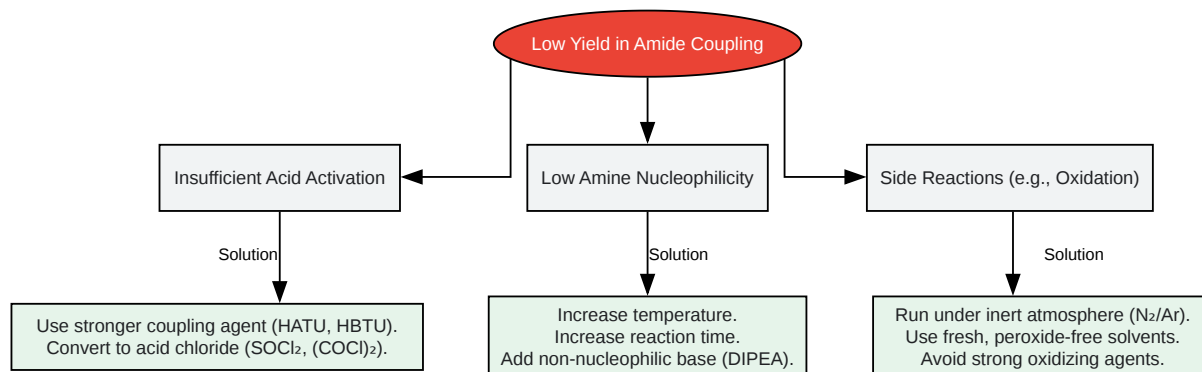 Low Yield in Amide Coupling
Insufficient Acid Activation
Low Amine Nucleophilicity
Side Reactions (e.g., Oxidation)
Solution
Solution
Solution
Use stronger coupling agent (HATU, HBTU).
Convert to acid chloride (SOCl₂, (COCl)₂).
Increase temperature.
Increase reaction time.
Add non-nucleophilic base (DIPEA).
Run under inert atmosphere (N₂/Ar).
Use fresh, peroxide-free solvents.
Avoid strong oxidizing agents.